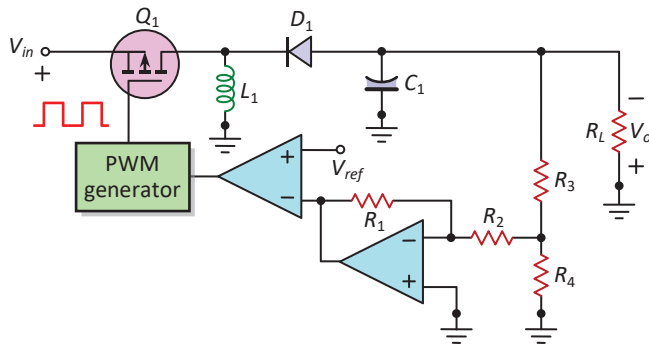 Q1
D1
Vin
+
L1
C1
−
RL
Vo
+
PWM
generator
+
−
Vref
R3
R1
R2
−
+
R4